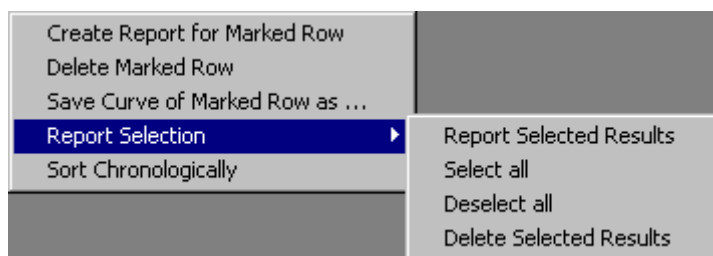 Create Report for Marked Row
Delete Marked Row
Save Curve of Marked Row as ...
Report Selection
Sort Chronologically
Report Selected Results
Select all
Deselect all
Delete Selected Results